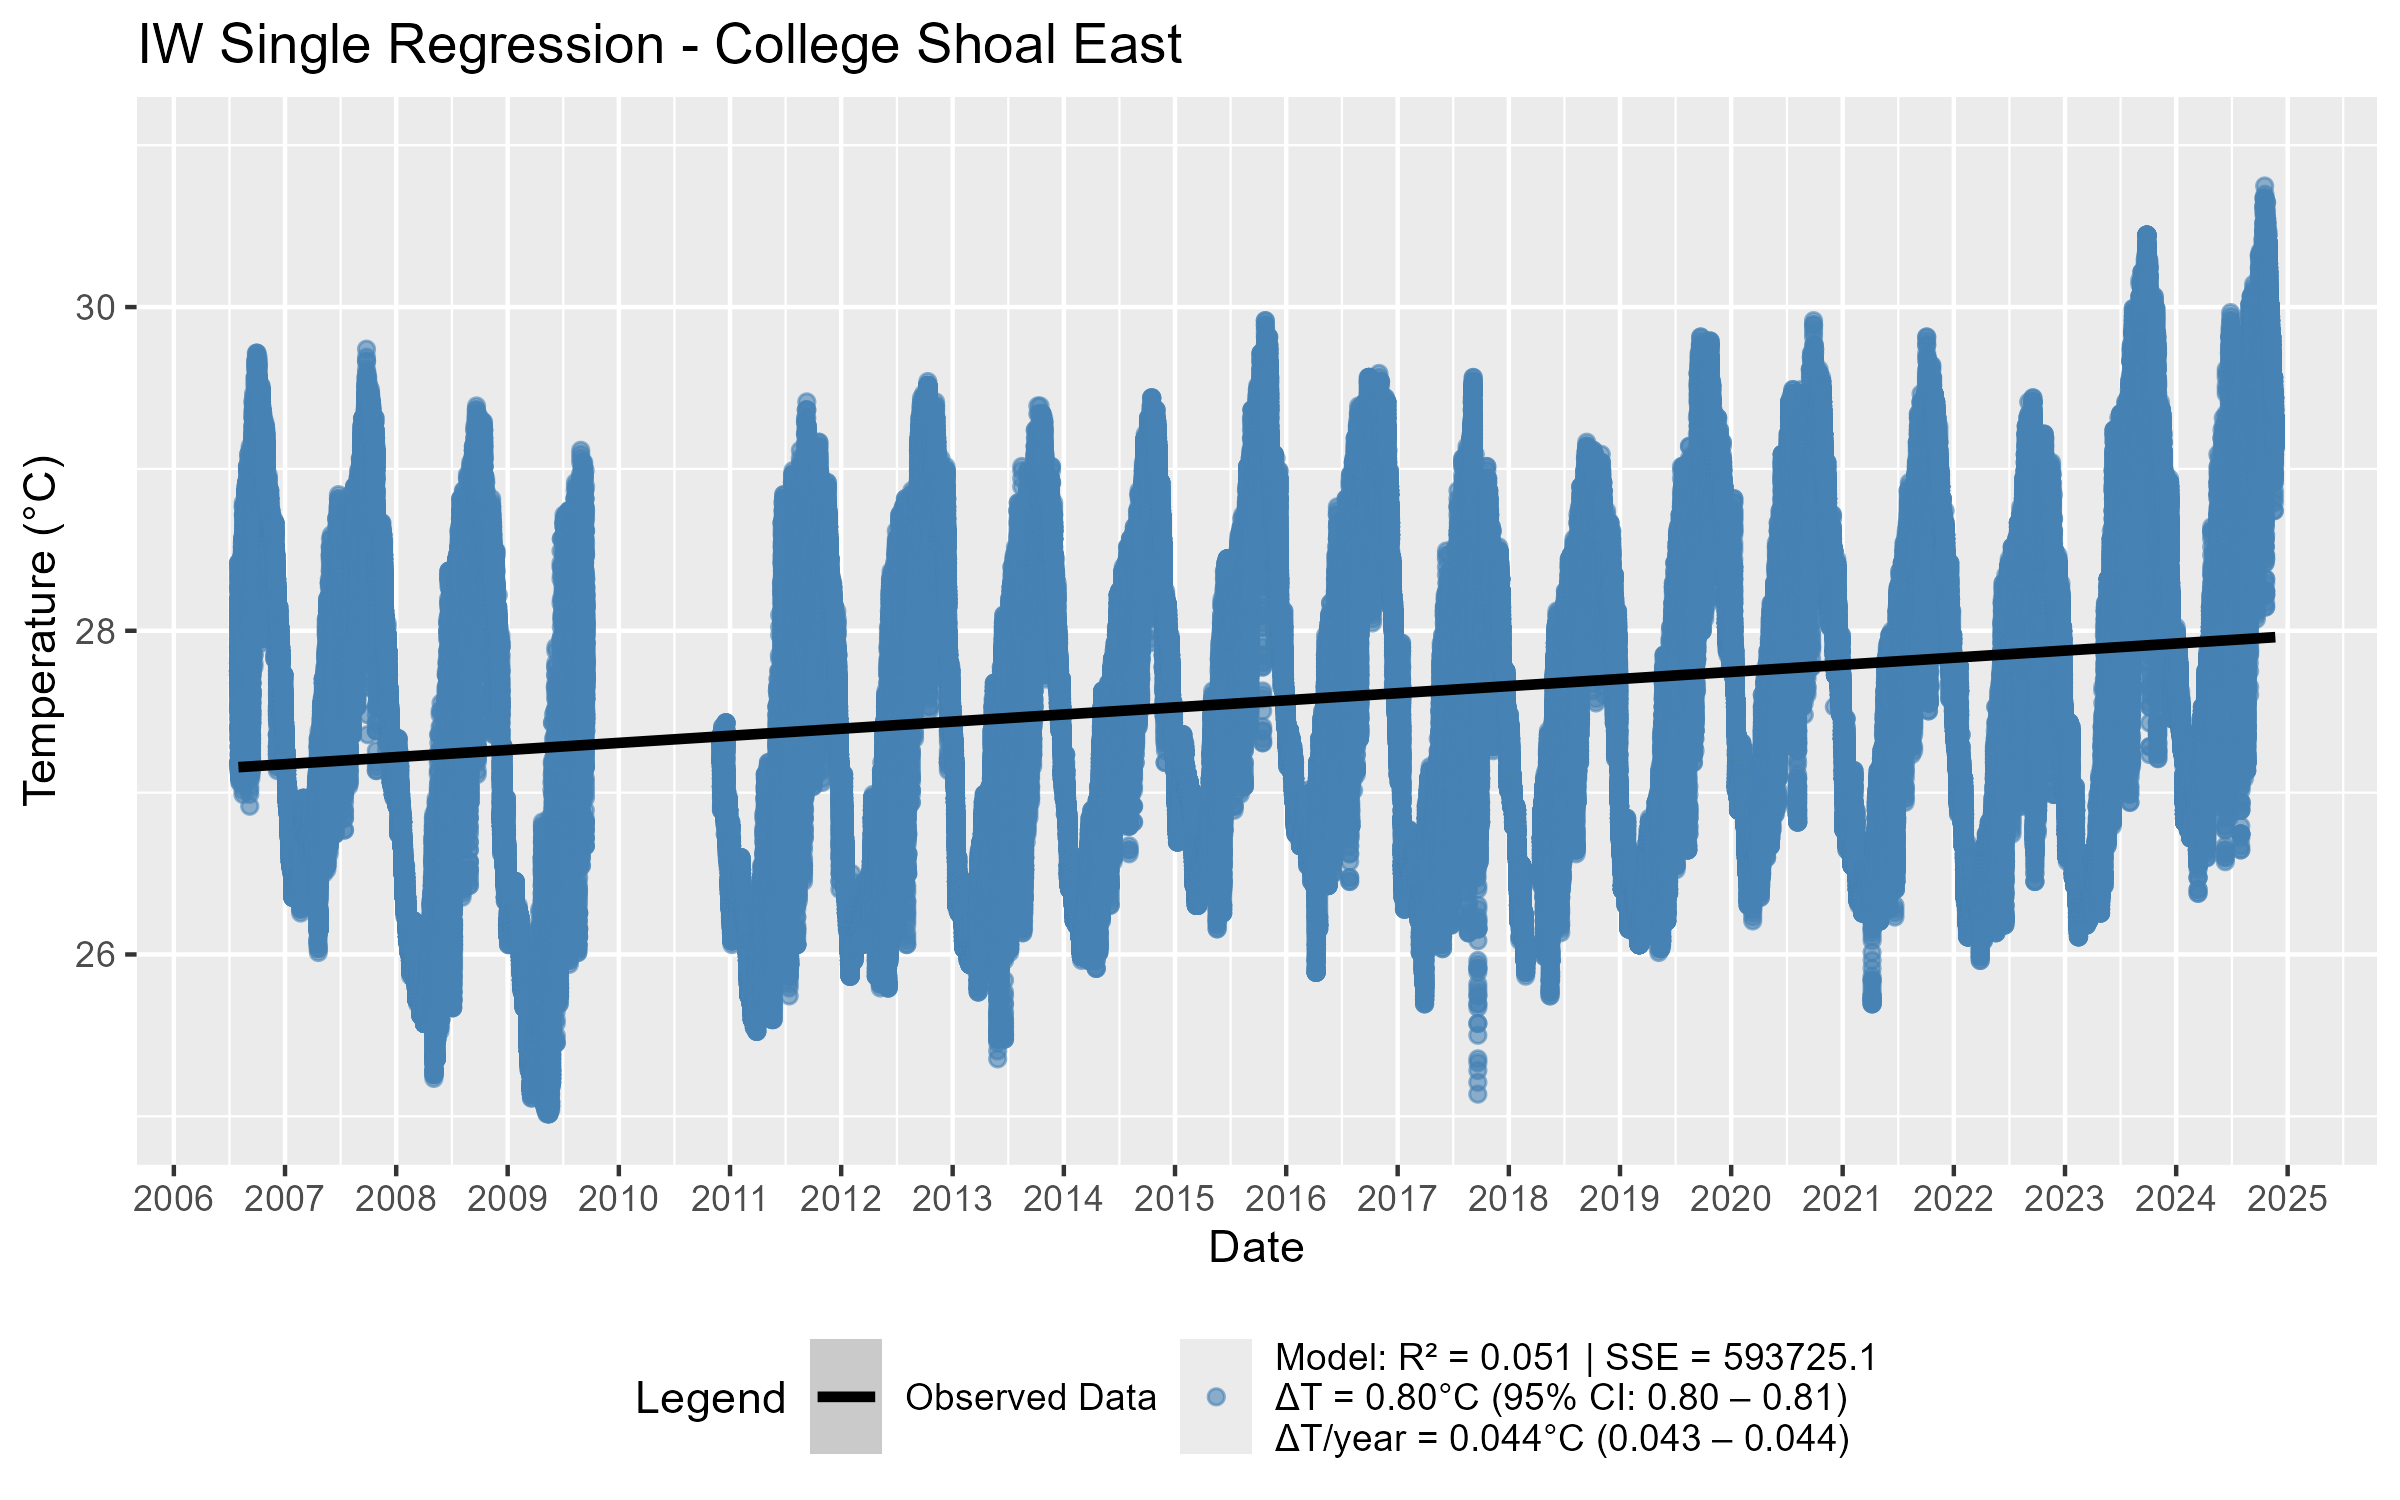 IW Single Regression - College Shoal East
Temperature (°C)
30
28
26
2006 2007 2008 2009 2010 2011 2012 2013 2014 2015 2016 2017 2018 2019 2020 2021 2022 2023 2024 2025
Date
Legend
Observed Data
Model: R² = 0.051 | SSE = 593725.1
ΔT = 0.80°C (95% CI: 0.80 – 0.81)
ΔT/year = 0.044°C (0.043 – 0.044)